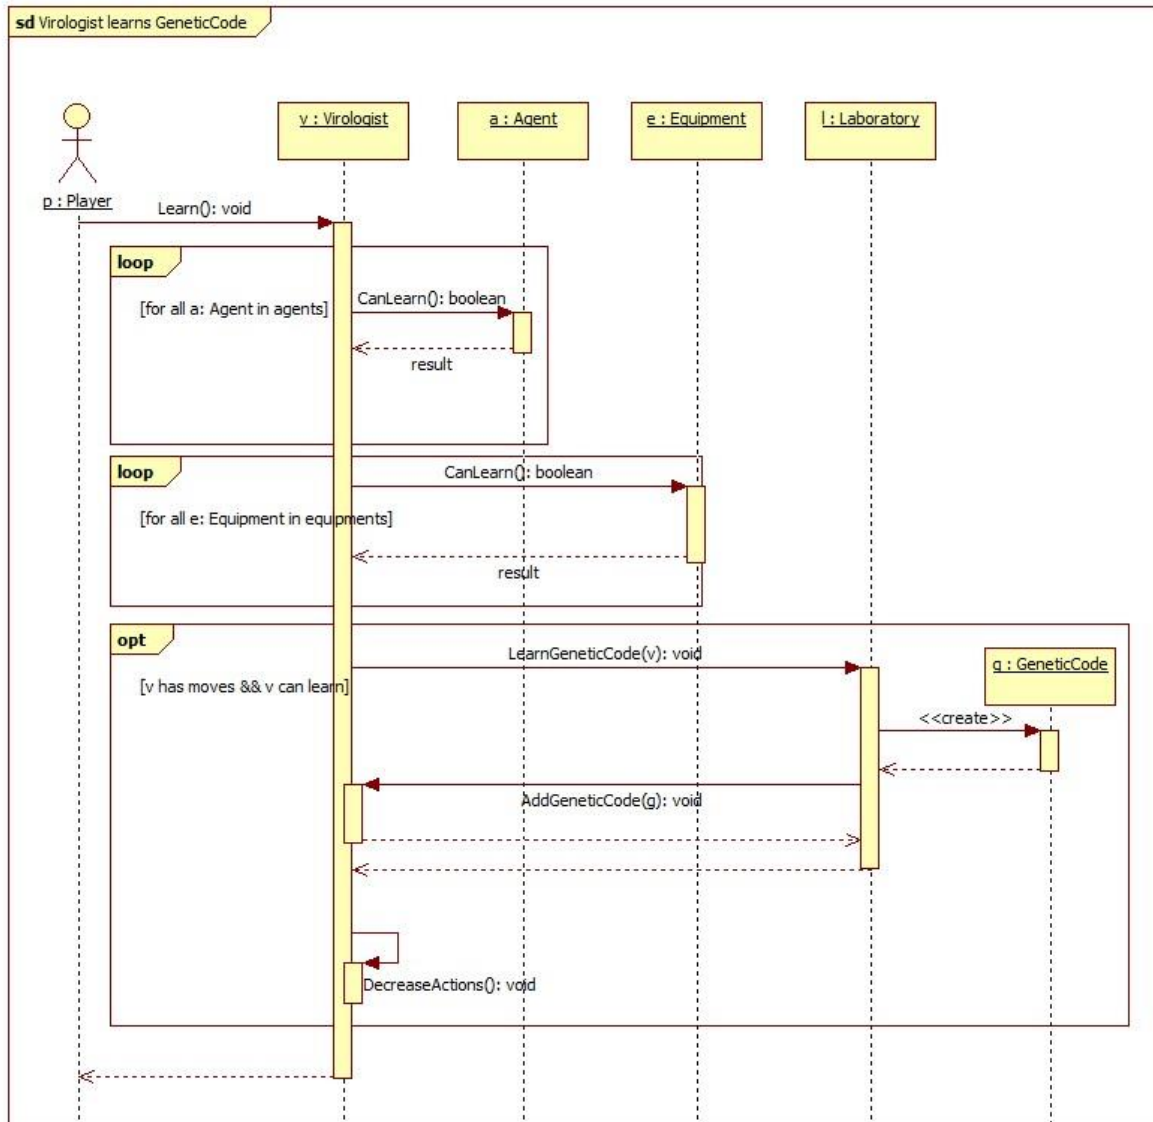 sd Virologist learns GeneticCode
v : Virologist
a : Agent
e : Equipment
l : Laboratory
p : Player
Learn(): void
loop
[for all a: Agent in agents]
CanLearn(): boolean
result
loop
CanLearn(): boolean
[for all e: Equipment in equipments]
result
opt
LearnGeneticCode(v): void
g : GeneticCode
[v has moves && v can learn]
<<create>>
AddGeneticCode(g): void
DecreaseActions(): void